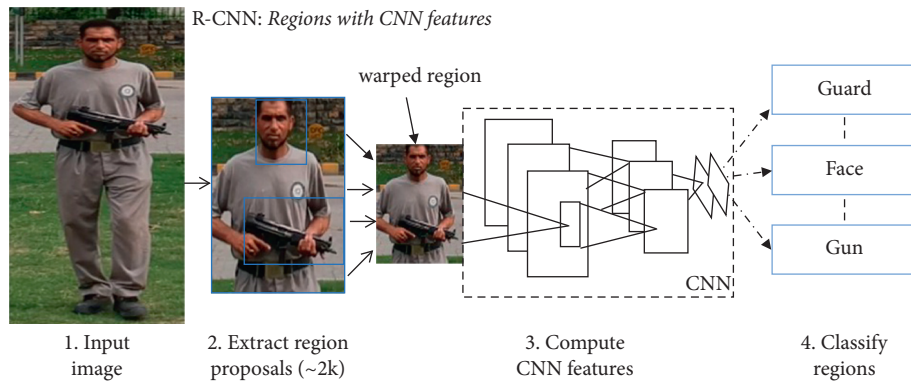 R-CNN: Regions with CNN features
warped region
Guard
Face
Gun
CNN
1. Input
image
2. Extract region
proposals (~2k)
3. Compute
CNN features
4. Classify
regions